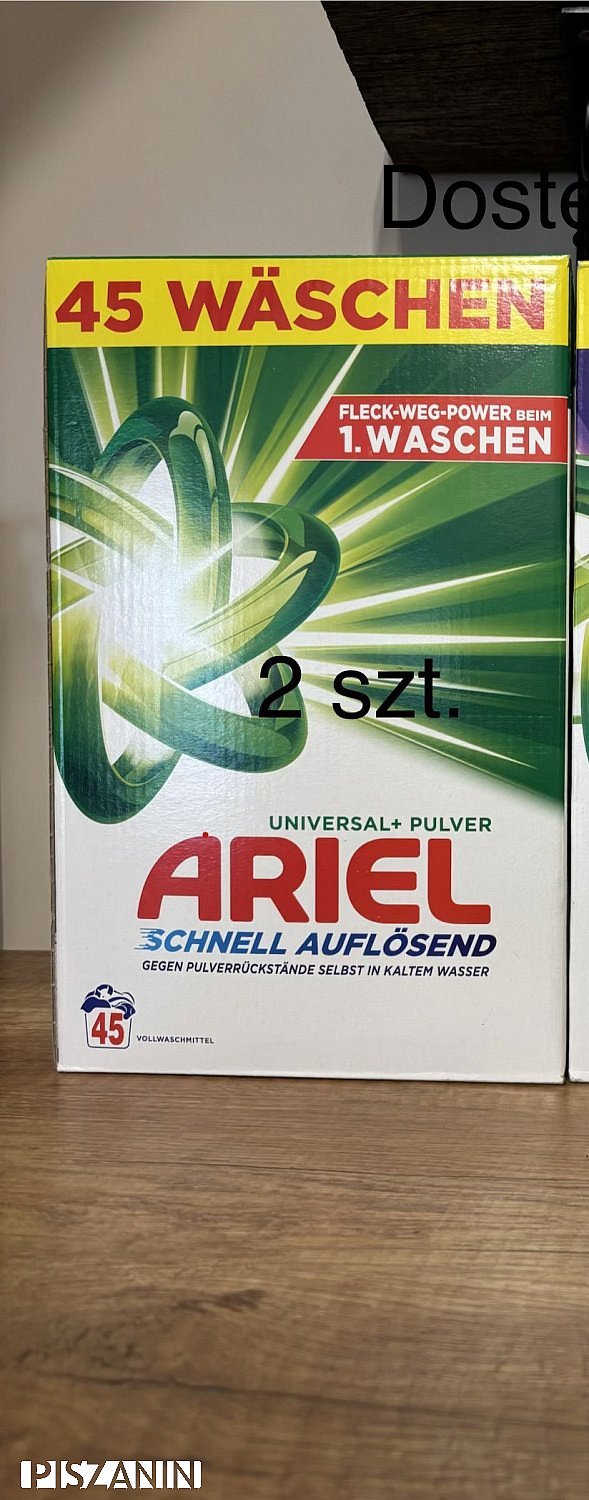 Doste
45 WÄSCHEN
FLECK-WEG-POWER BEIM
1. WASCHEN
2 szt.
UNIVERSAL+ PULVER
ARIEL
SCHNELL AUFLÖSEND
GEGEN PULVERRÜCKSTÄNDE SELBST IN KALTEM WASSER
45
VOLLWASCHMITTEL
PISZANIN